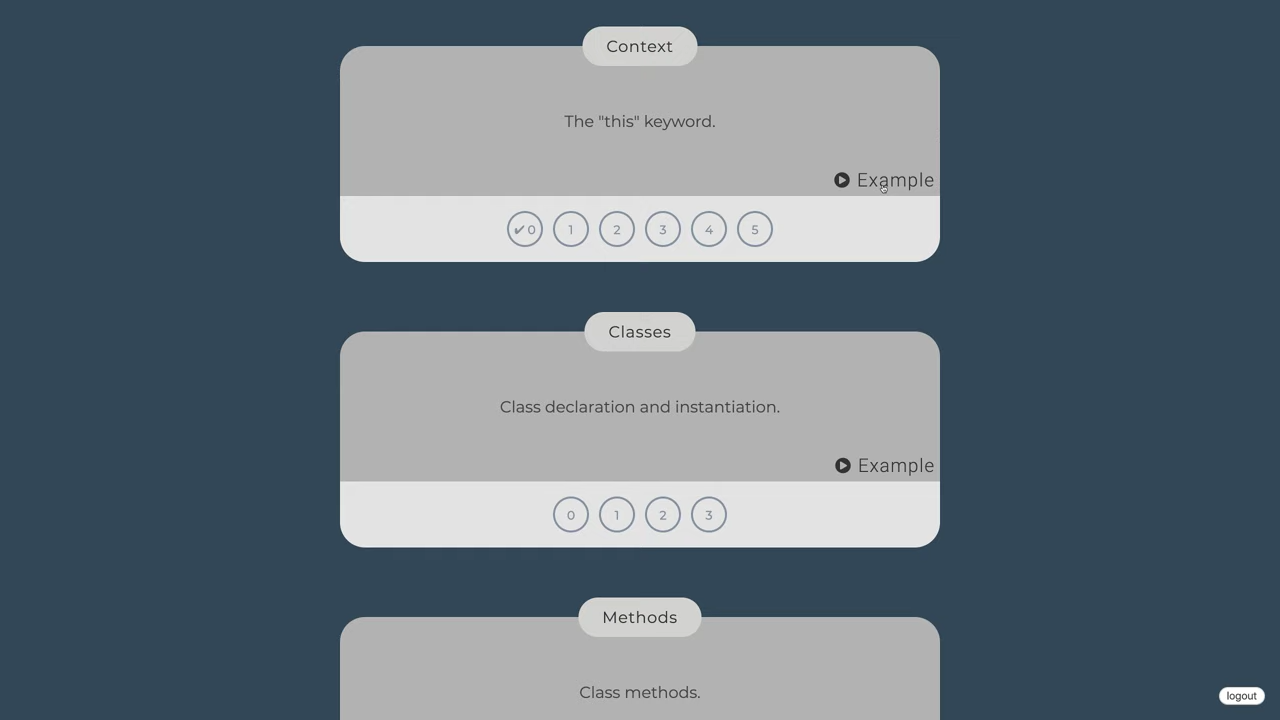 Context
The "this" keyword.
Example
✔ 0 1 2 3 4 5
Classes
Class declaration and instantiation.
Example
0 1 2 3
Methods
Class methods.
logout